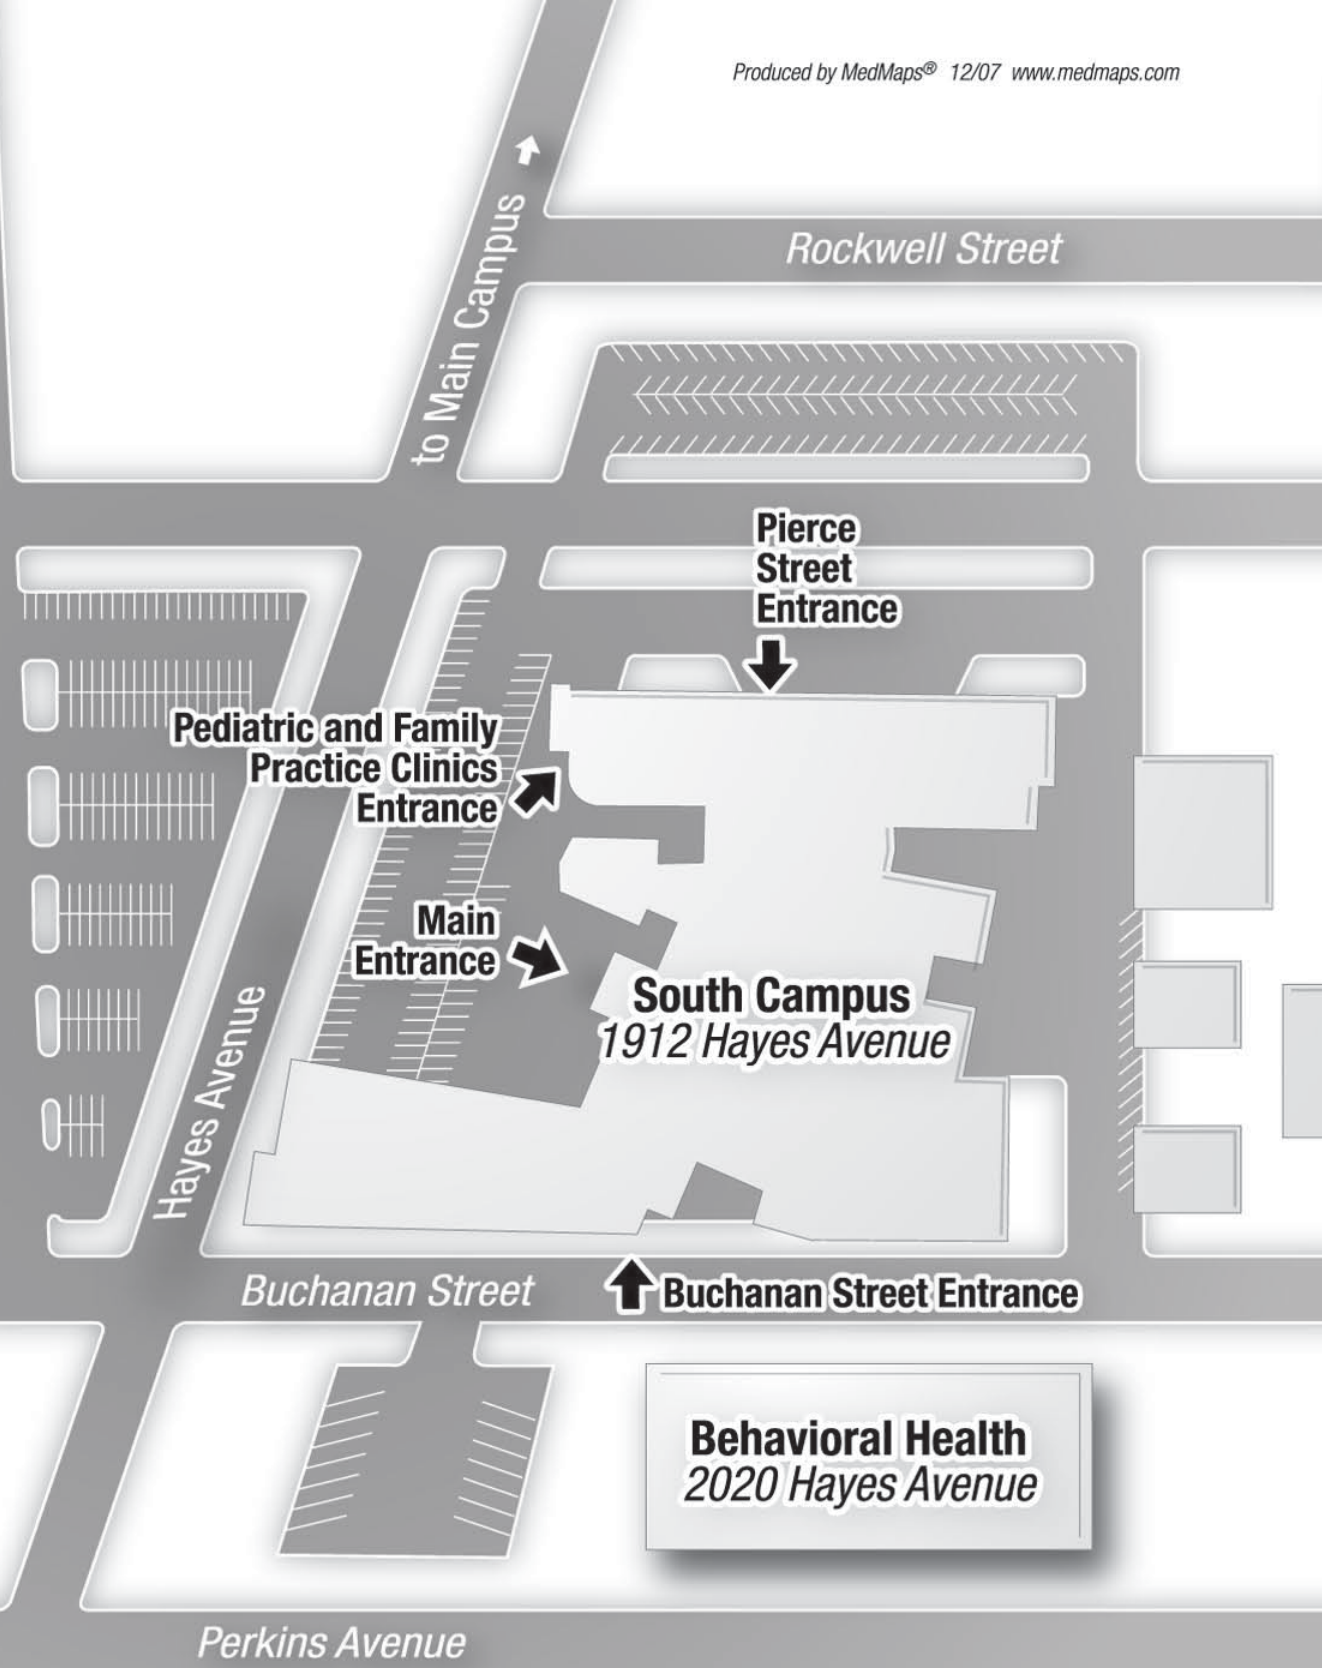 Produced by MedMaps® 12/07 www.medmaps.com
to Main Campus
Rockwell Street
Pierce
Street
Entrance
Pediatric and Family
Practice Clinics
Entrance
Main
Entrance
South Campus
1912 Hayes Avenue
Hayes Avenue
Buchanan Street
Buchanan Street Entrance
Behavioral Health
2020 Hayes Avenue
Perkins Avenue